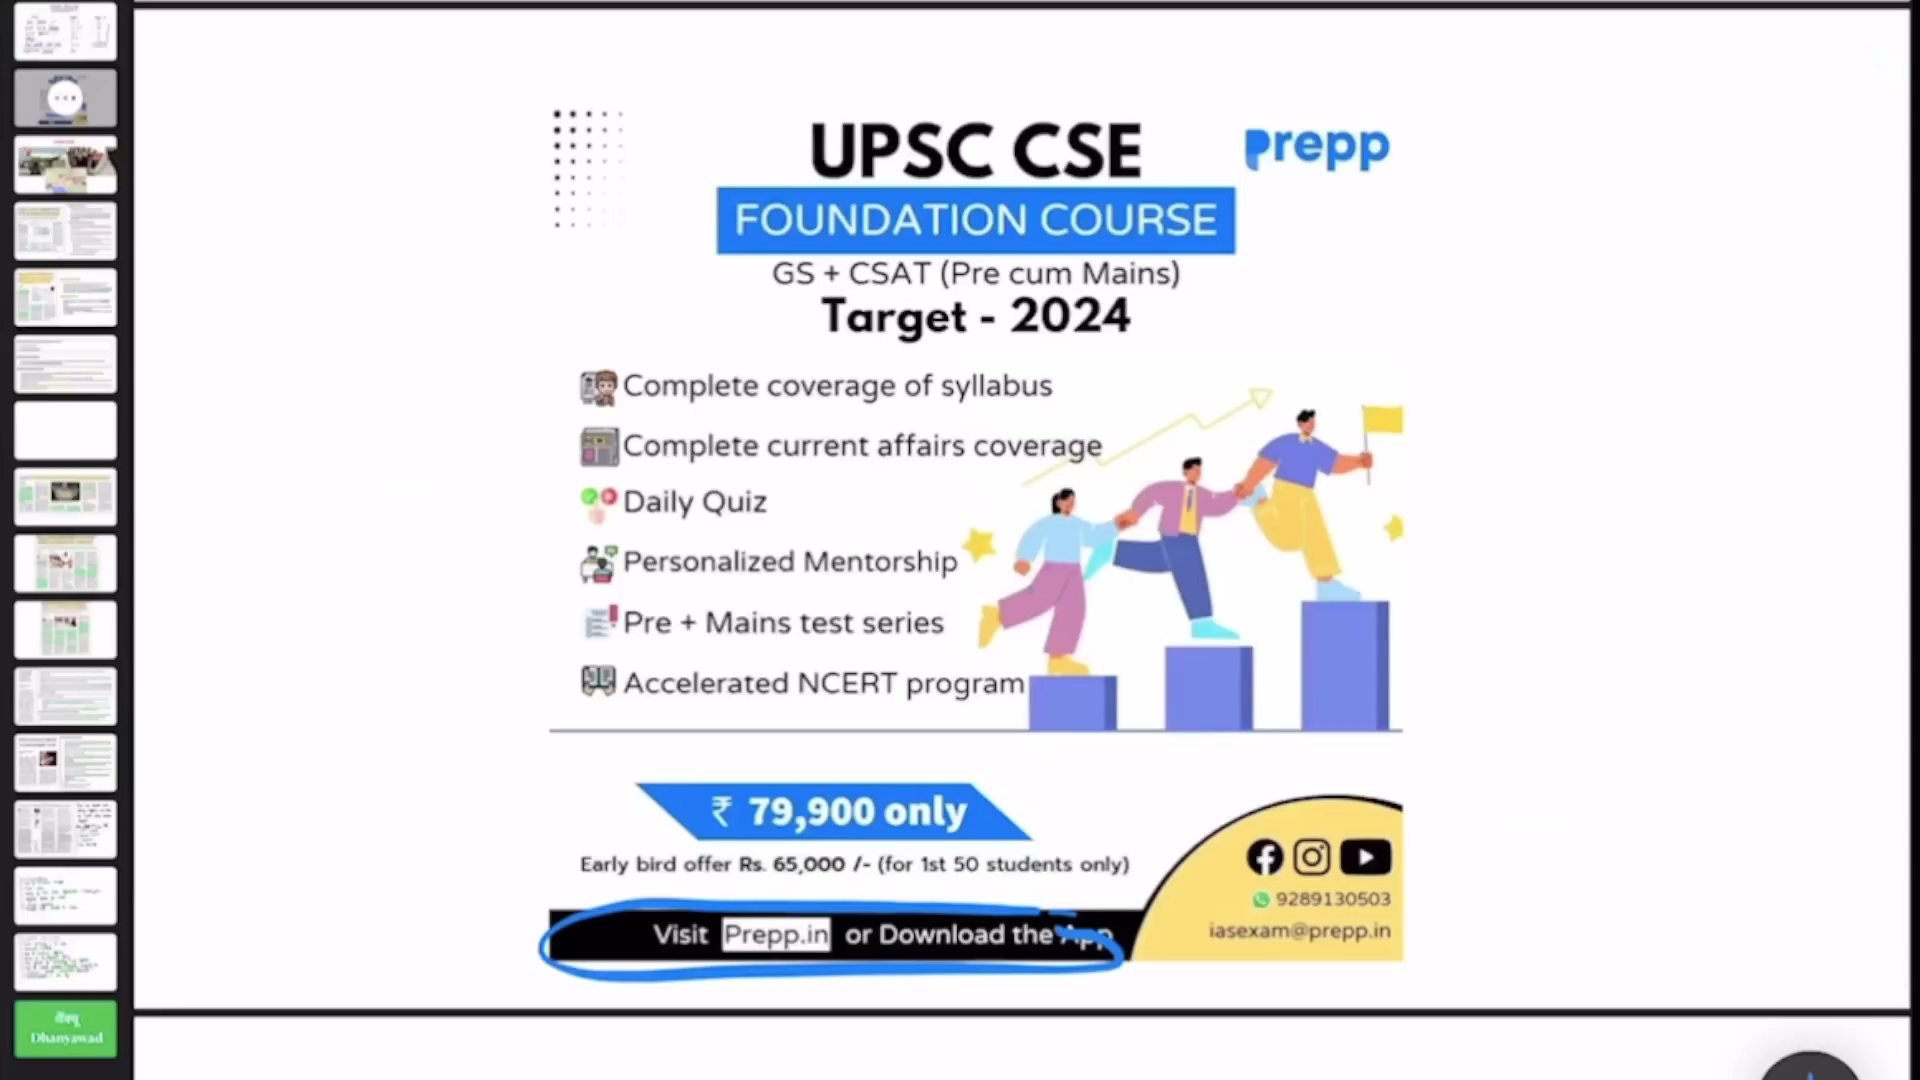 UPSC CSE
prepp
FOUNDATION COURSE
GS + CSAT (Pre cum Mains)
Target - 2024
Complete coverage of syllabus
Complete current affairs coverage
Daily Quiz
Personalized Mentorship
Pre + Mains test series
Accelerated NCERT program
₹ 79,900 only
Early bird offer Rs. 65,000 /- (for 1st 50 students only)
Visit Prepp.in or Download the App
9289130503
iasexam@prepp.in
थैंक्यू
Dhanyawad